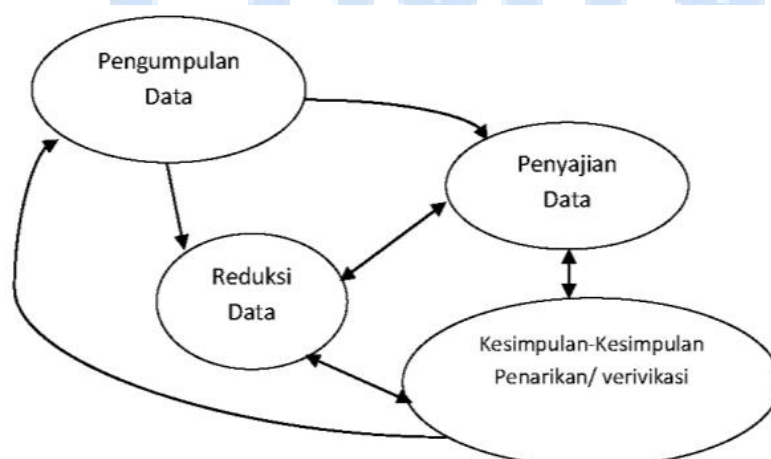 Pengumpulan
Data
Penyajian
Data
Reduksi
Data
Kesimpulan-Kesimpulan
Penarikan/ verivikasi